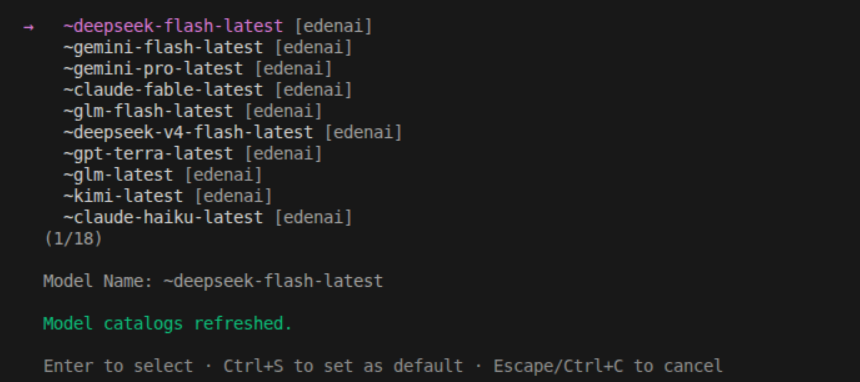 → ~deepseek-flash-latest [edenai]
~gemini-flash-latest [edenai]
~gemini-pro-latest [edenai]
~claude-fable-latest [edenai]
~glm-flash-latest [edenai]
~deepseek-v4-flash-latest [edenai]
~gpt-terra-latest [edenai]
~glm-latest [edenai]
~kimi-latest [edenai]
~claude-haiku-latest [edenai]
(1/18)
Model Name: ~deepseek-flash-latest
Model catalogs refreshed.
Enter to select · Ctrl+S to set as default · Escape/Ctrl+C to cancel